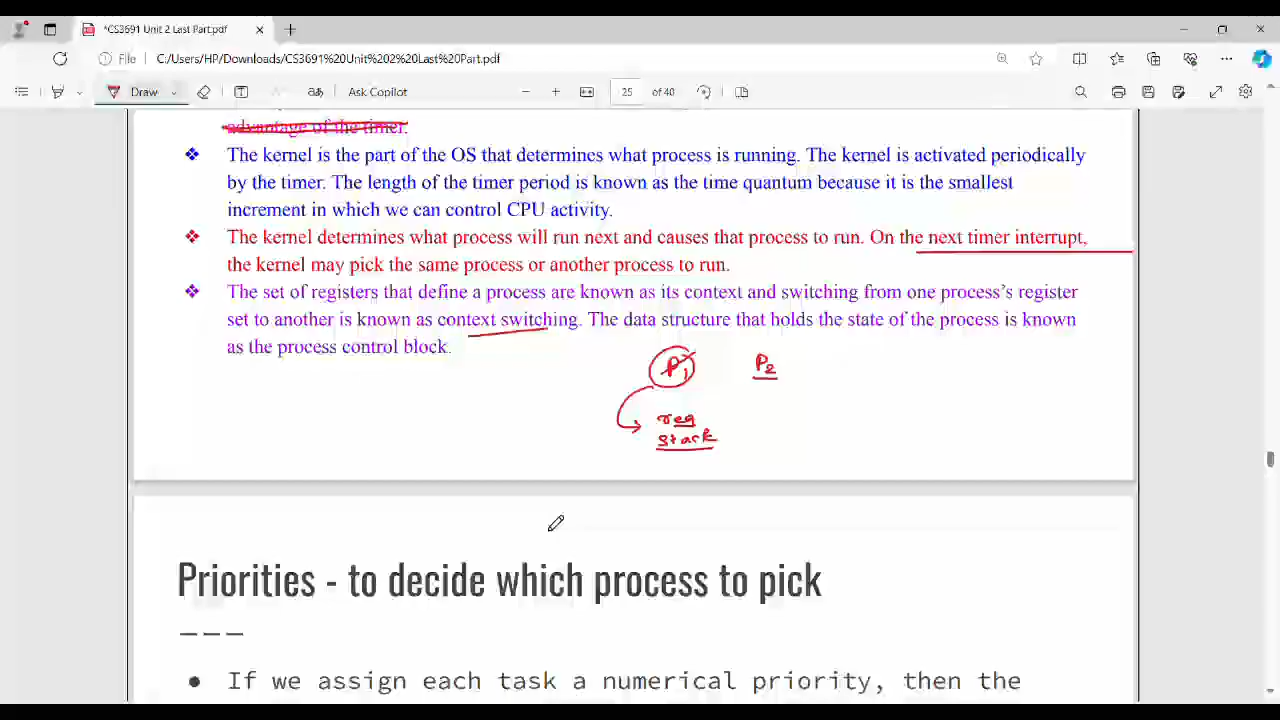 *CS3691 Unit 2 Last Part.pdf
File C:/Users/HP/Downloads/CS3691%20Unit%202%20Last%20Part.pdf
Draw Ask Copilot 25 of 40
advantage of the timer.
❖ The kernel is the part of the OS that determines what process is running. The kernel is activated periodically
by the timer. The length of the timer period is known as the time quantum because it is the smallest
increment in which we can control CPU activity.
❖ The kernel determines what process will run next and causes that process to run. On the next timer interrupt,
the kernel may pick the same process or another process to run.
❖ The set of registers that define a process are known as its context and switching from one process’s register
set to another is known as context switching. The data structure that holds the state of the process is known
as the process control block.
P1 P2
reg
stack
Priorities - to decide which process to pick
● If we assign each task a numerical priority, then the